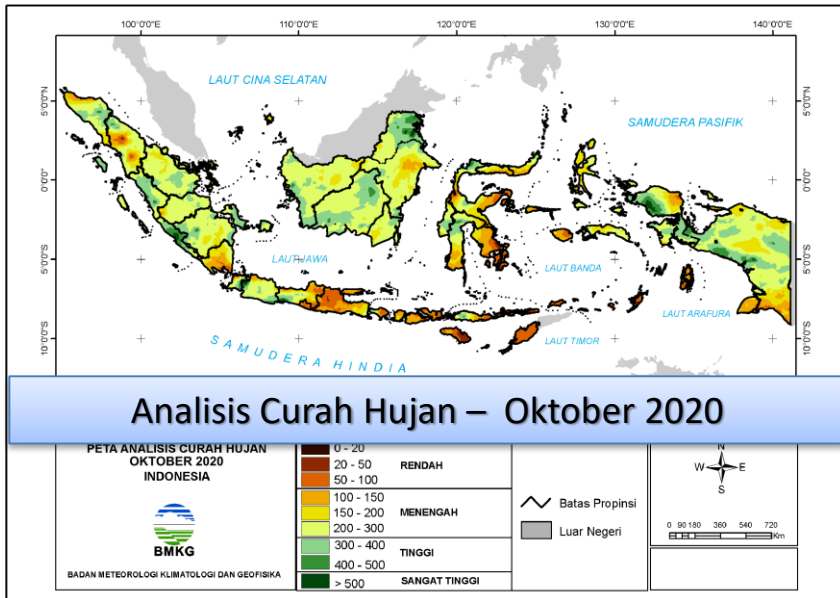 100°0'0"E 110°0'0"E 120°0'0"E 130°0'0"E 140°0'0"E
LAUT CINA SELATAN
SAMUDERA PASIFIK
5°0'0"N 5°0'0"N
0°0'0" 0°0'0"
5°0'0"S 5°0'0"S
10°0'0"S 10°0'0"S
LAUT JAWA
LAUT BANDA
LAUT ARAFURA
LAUT TIMOR
SAMUDERA HINDIA
Analisis Curah Hujan – Oktober 2020
PETA ANALISIS CURAH HUJAN
OKTOBER 2020
INDONESIA
BMKG
BADAN METEOROLOGI KLIMATOLOGI DAN GEOFISIKA
0 - 20
20 - 50 RENDAH
50 - 100
100 - 150
150 - 200 MENENGAH
200 - 300
300 - 400 TINGGI
400 - 500
> 500 SANGAT TINGGI
Batas Propinsi
Luar Negeri
N
W E
S
0 90 180 360 540 720
Km